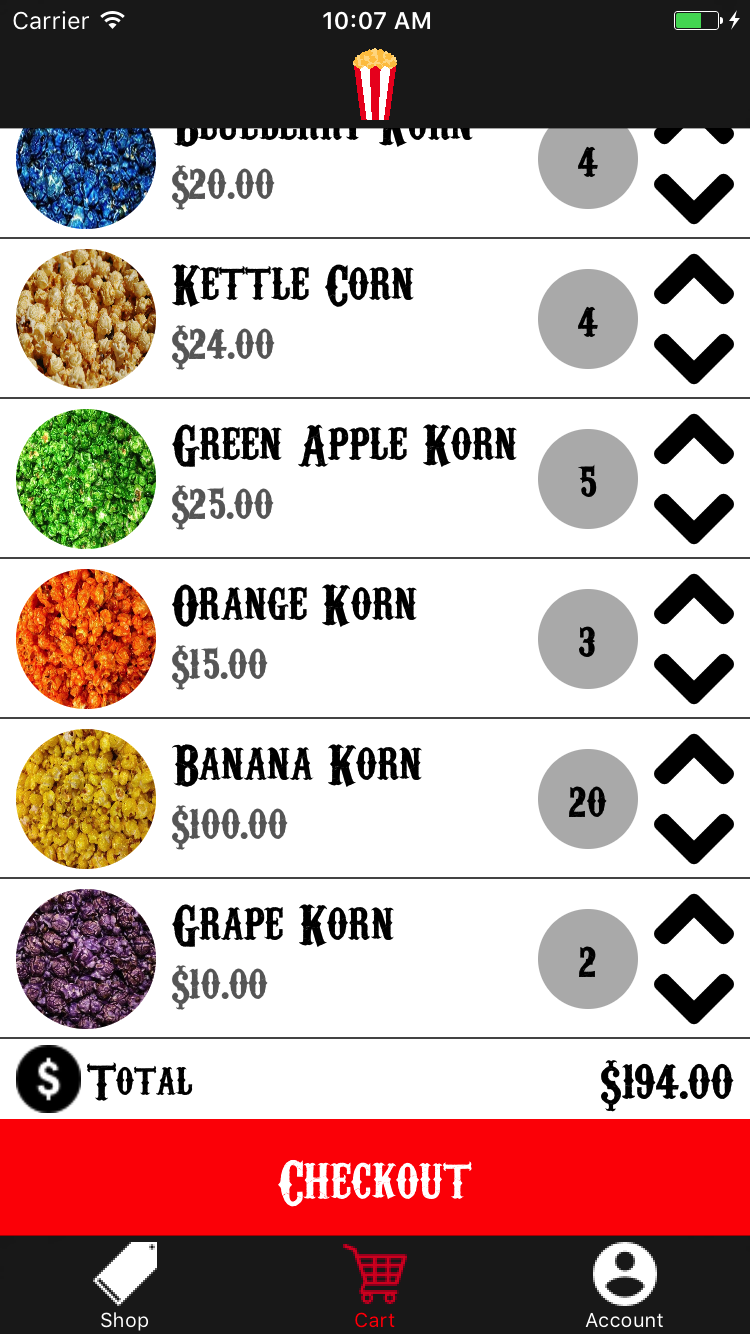 Carrier
10:07 AM
Blueberry Korn
$20.00
4
Kettle Corn
$24.00
4
Green Apple Korn
$25.00
5
Orange Korn
$15.00
3
Banana Korn
$100.00
20
Grape Korn
$10.00
2
$ Total
$194.00
Checkout
Shop
Cart
Account